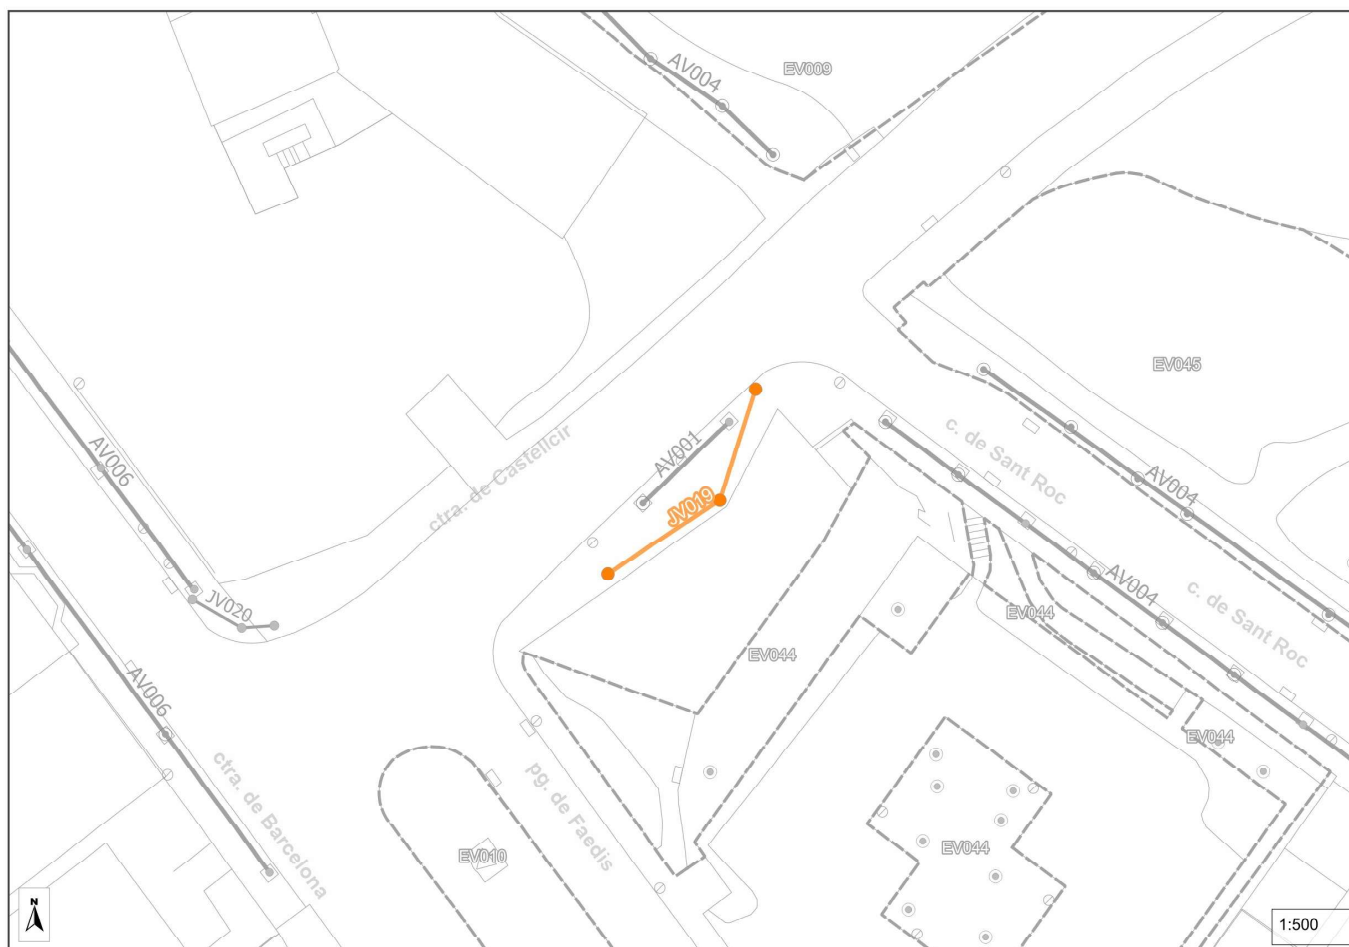 AV004
EV009
EV045
AV001
c. de Sant Roc
ctra. de Castellcir
AV006
AV004
JV019
AV004
c. de Sant Roc
JV020
EV044
EV044
AV006
EV044
ctra. de Barcelona
pg. de Faedis
EV010
EV044
N
1:500